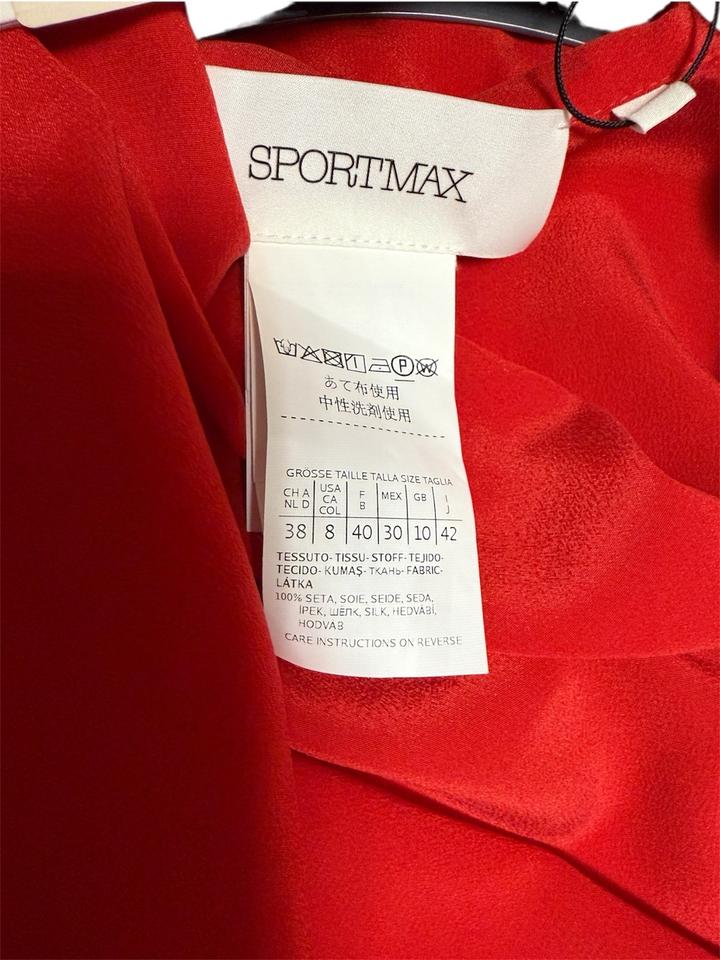 SPORTMAX
P W
あて布使用
中性洗剤使用
GRÖSSE TAILLE TALLA SIZE TAGLIA
CH A NL D USA CA COL F B MEX GB I J
38 8 40 30 10 42
TESSUTO-TISSU-STOFF-TEJIDO-
TECIDO-KUMAŞ-ТКАНЬ-FABRIC-
LÁTKA
100% SETA, SOIE, SEIDE, SEDA,
İPEK, ШЕЛК, SILK, HEDVÁBÍ,
HODVÁB
CARE INSTRUCTIONS ON REVERSE